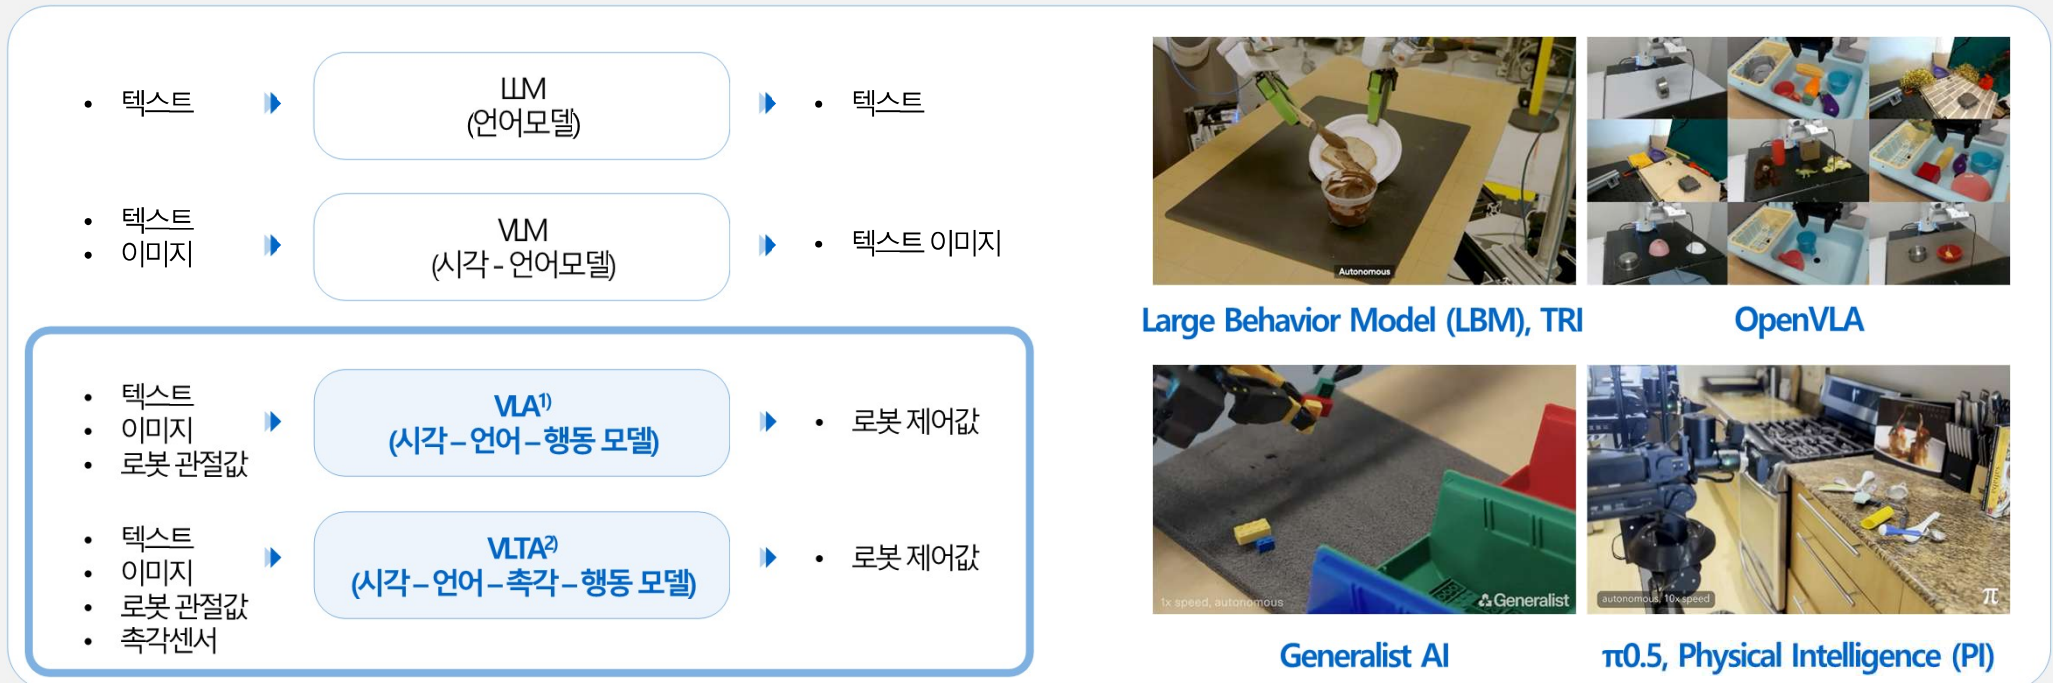 • 텍스트
LLM
(언어모델)
• 텍스트
• 텍스트
• 이미지
VLM
(시각 - 언어모델)
• 텍스트 이미지
• 텍스트
• 이미지
• 로봇 관절값
VLA1)
(시각 – 언어 – 행동 모델)
• 로봇 제어값
• 텍스트
• 이미지
• 로봇 관절값
• 촉각센서
VLTA2)
(시각 – 언어 – 촉각 – 행동 모델)
• 로봇 제어값
Autonomous
Large Behavior Model (LBM), TRI
OpenVLA
1x speed, autonomous
Generalist
autonomous, 10x speed
π
Generalist AI
π0.5, Physical Intelligence (PI)